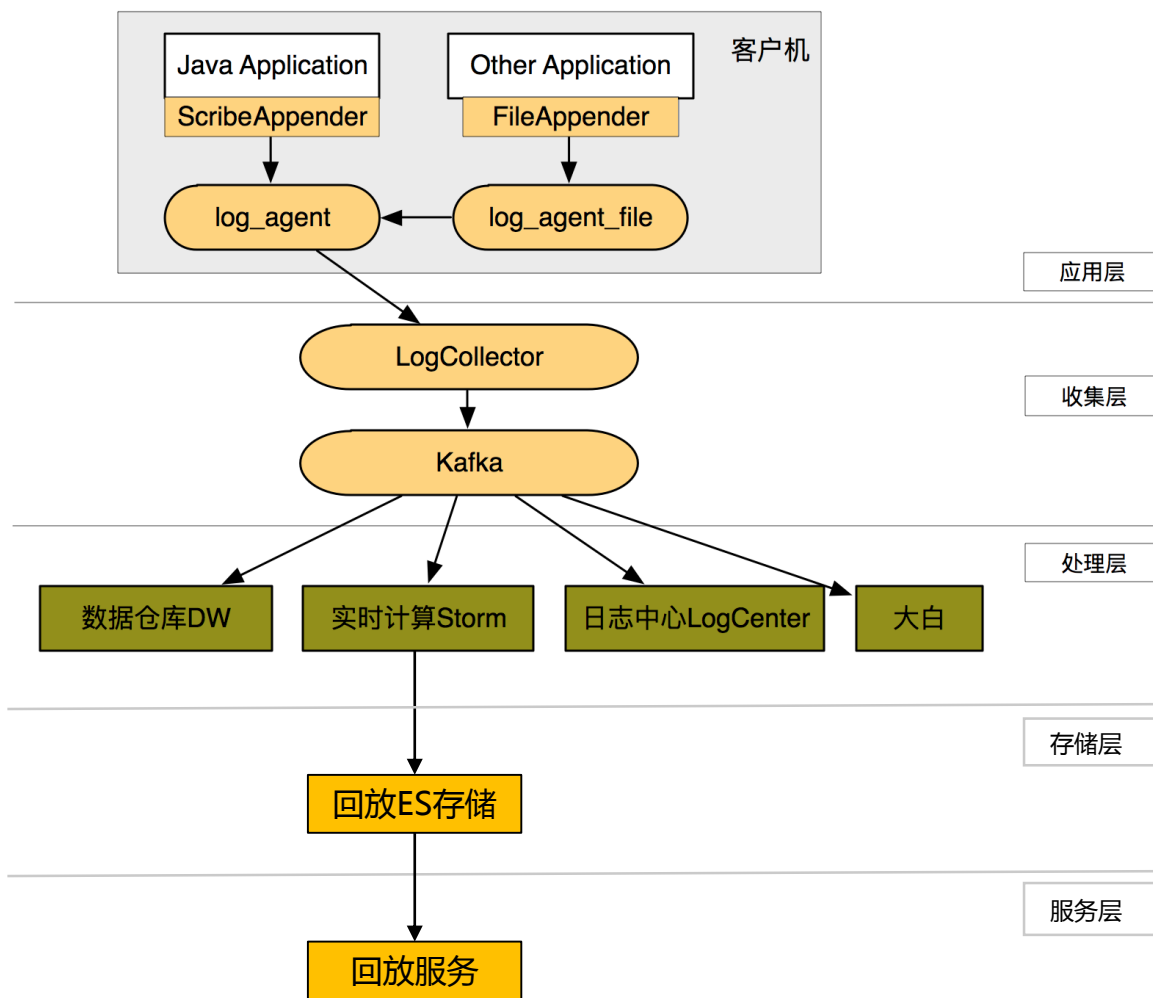 客户机
Java Application
Other Application
ScribeAppender
FileAppender
log_agent
log_agent_file
应用层
LogCollector
收集层
Kafka
处理层
数据仓库DW
实时计算Storm
日志中心LogCenter
大白
存储层
回放ES存储
服务层
回放服务